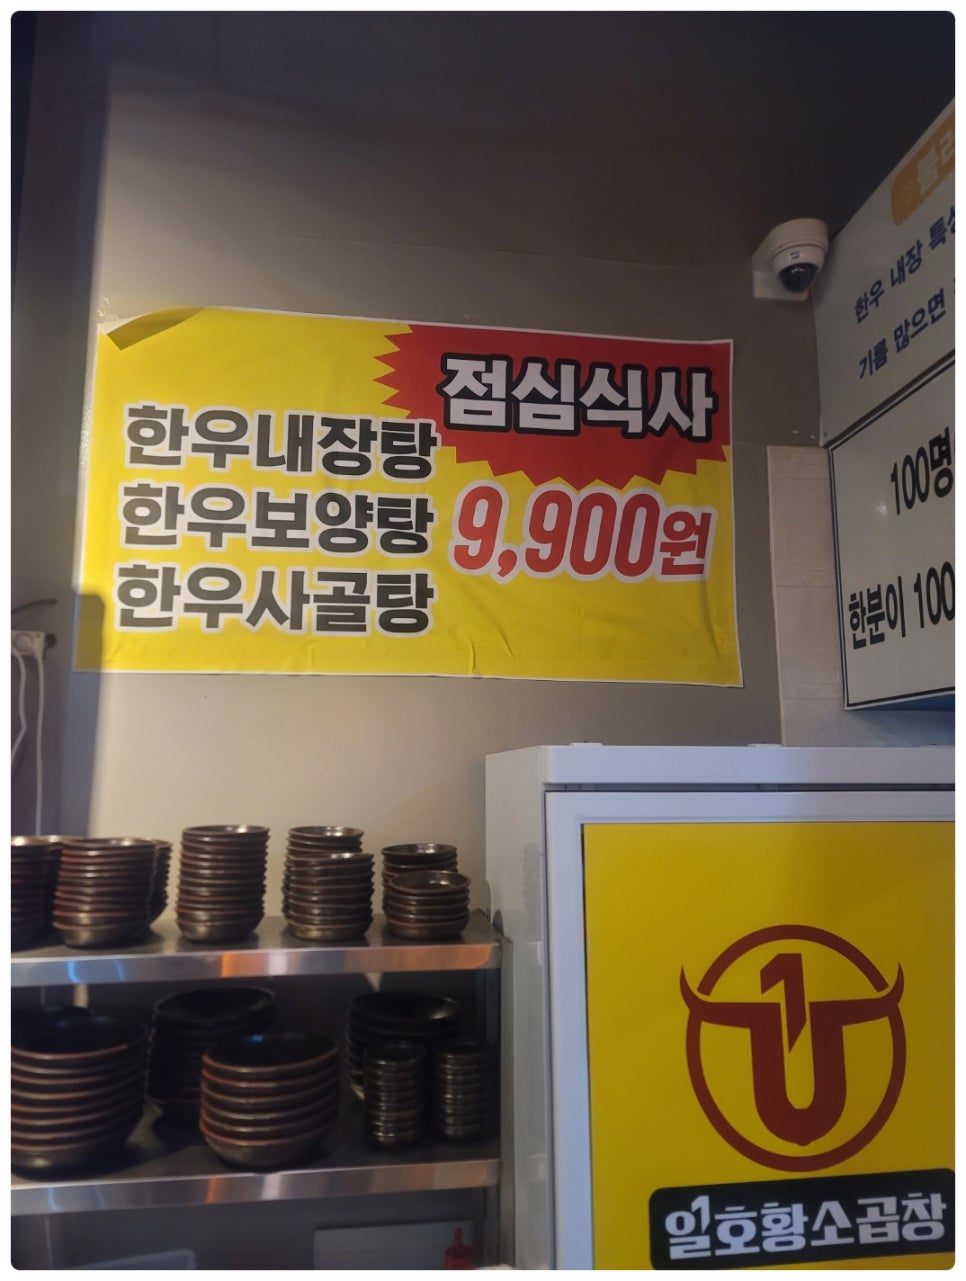 점심식사
한우내장탕
한우보양탕
한우사골탕
9,900원
한우 내장
기름 많으면
100명
한분이 100
1
일호황소곱창